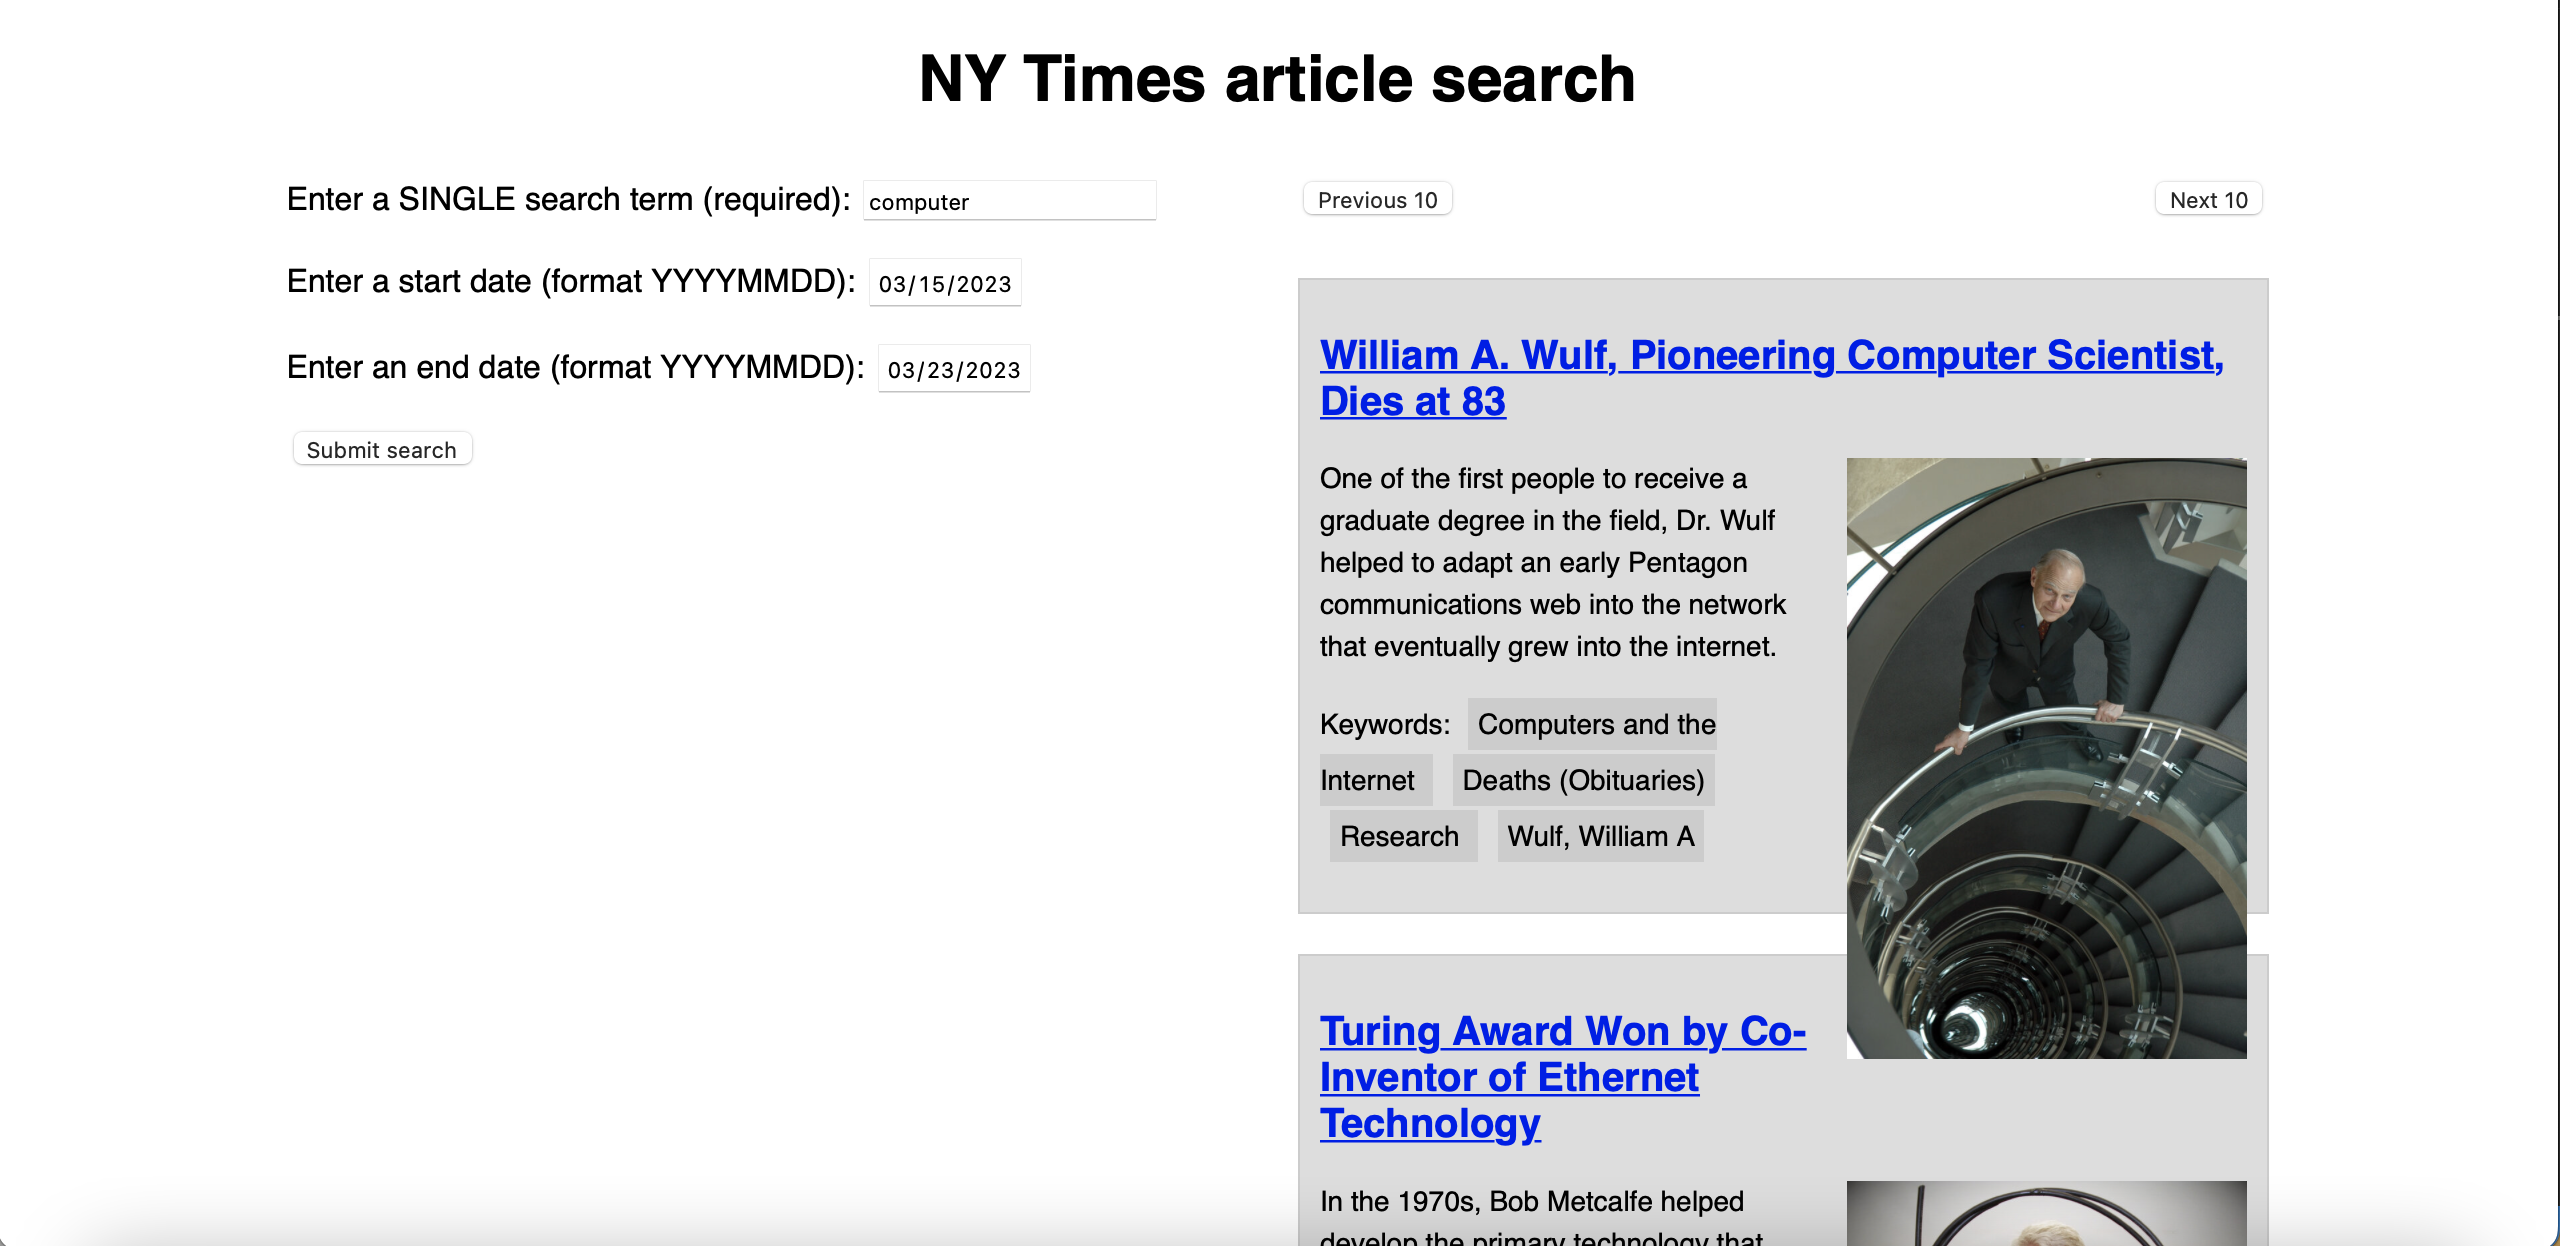 NY Times article search
Enter a SINGLE search term (required): computer
Enter a start date (format YYYYMMDD): 03/15/2023
Enter an end date (format YYYYMMDD): 03/23/2023
Submit search
Previous 10
Next 10
William A. Wulf, Pioneering Computer Scientist,
Dies at 83
One of the first people to receive a
graduate degree in the field, Dr. Wulf
helped to adapt an early Pentagon
communications web into the network
that eventually grew into the internet.
Keywords: Computers and the
Internet Deaths (Obituaries)
Research Wulf, William A
Turing Award Won by Co-
Inventor of Ethernet
Technology
In the 1970s, Bob Metcalfe helped
develop the primary technology that